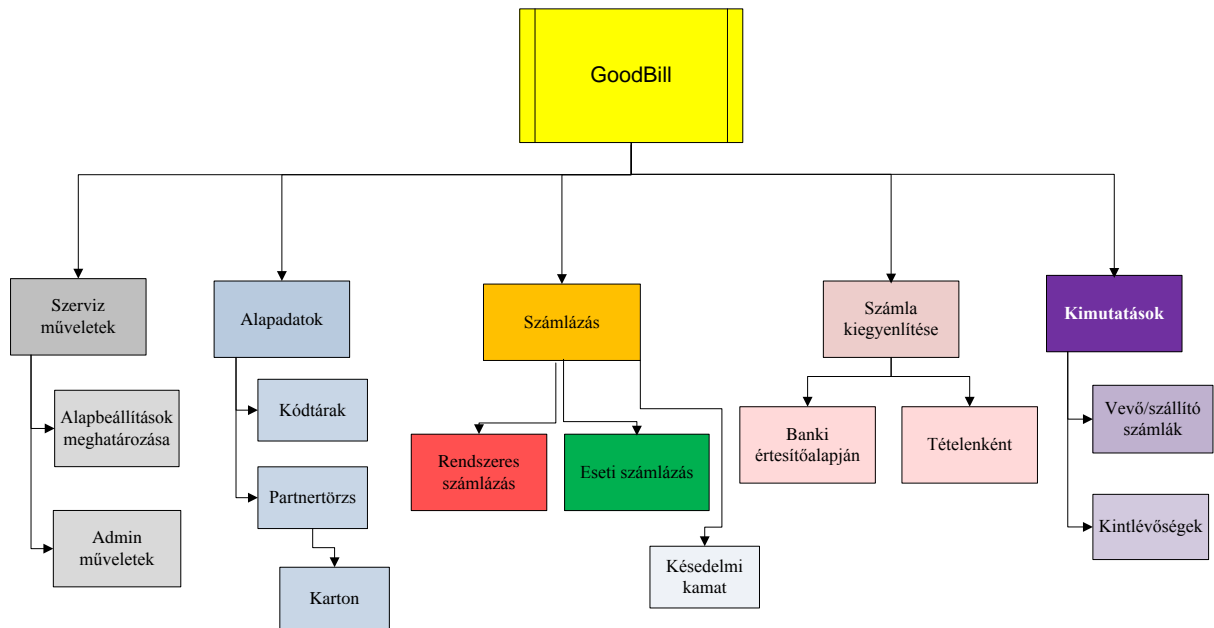 GoodBill
Szerviz
műveletek
Alapadatok
Számlázás
Számla
kiegyenlítése
Kimutatások
Alapbeállítások
meghatározása
Admin
műveletek
Kódtárak
Partnertörzs
Karton
Rendszeres
számlázás
Eseti számlázás
Késedelmi
kamat
Banki
értesítőalapján
Tételenként
Vevő/szállító
számlák
Kintlévőségek